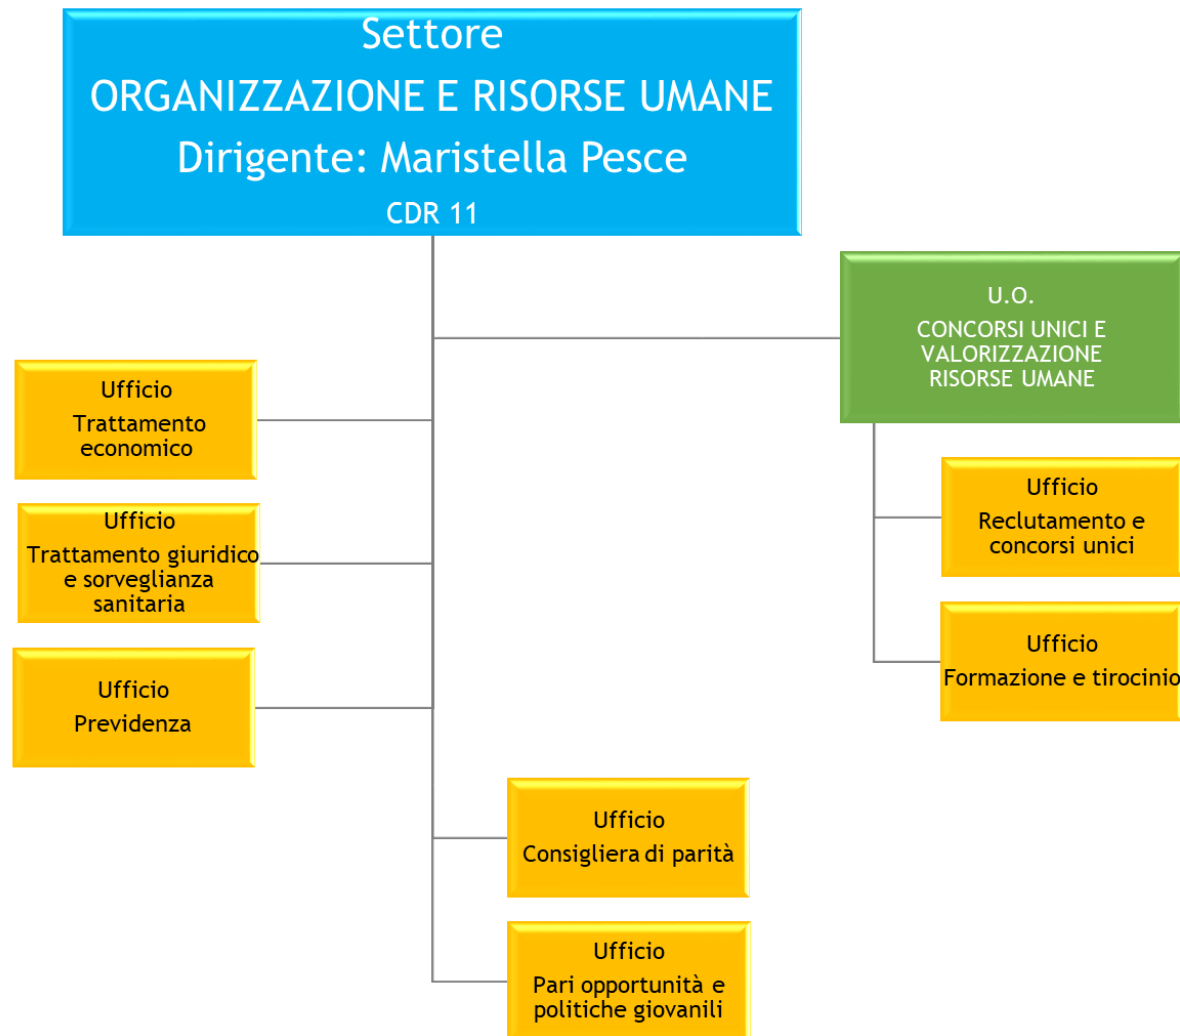 Settore
ORGANIZZAZIONE E RISORSE UMANE
Dirigente: Maristella Pesce
CDR 11
U.O.
CONCORSI UNICI E
VALORIZZAZIONE
RISORSE UMANE
Ufficio
Trattamento
economico
Ufficio
Trattamento giuridico
e sorveglianza
sanitaria
Ufficio
Previdenza
Ufficio
Reclutamento e
concorsi unici
Ufficio
Formazione e tirocinio
Ufficio
Consigliera di parità
Ufficio
Pari opportunità e
politiche giovanili